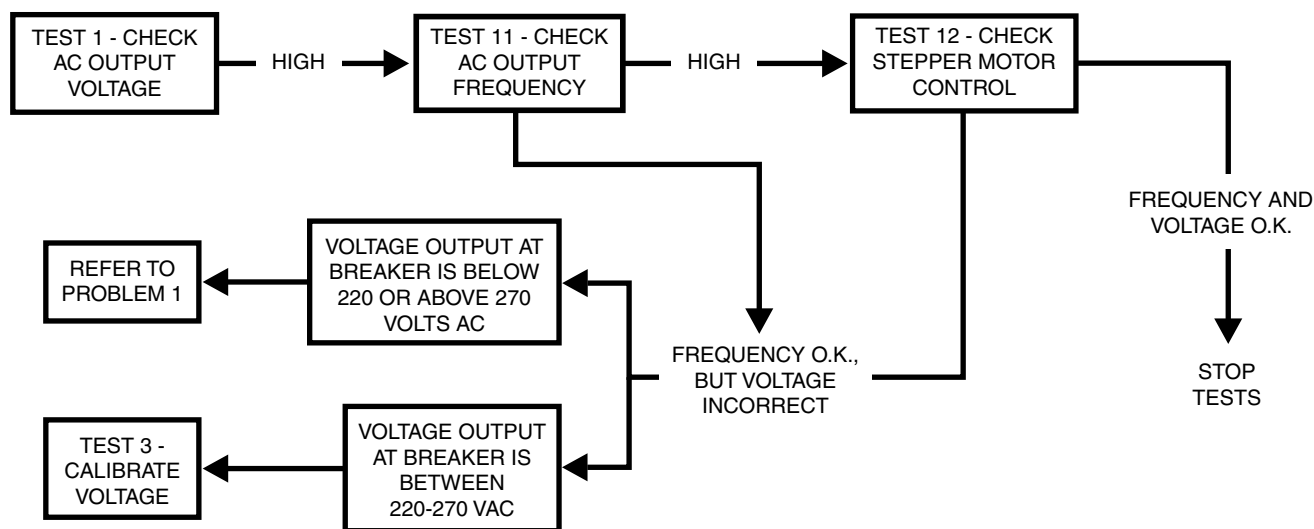 TEST 1 - CHECK
AC OUTPUT
VOLTAGE
HIGH
TEST 11 - CHECK
AC OUTPUT
FREQUENCY
HIGH
TEST 12 - CHECK
STEPPER MOTOR
CONTROL
FREQUENCY AND
VOLTAGE O.K.
STOP
TESTS
FREQUENCY O.K.,
BUT VOLTAGE
INCORRECT
VOLTAGE OUTPUT AT
BREAKER IS BELOW
220 OR ABOVE 270
VOLTS AC
REFER TO
PROBLEM 1
VOLTAGE OUTPUT
AT BREAKER IS
BETWEEN
220-270 VAC
TEST 3 -
CALIBRATE
VOLTAGE